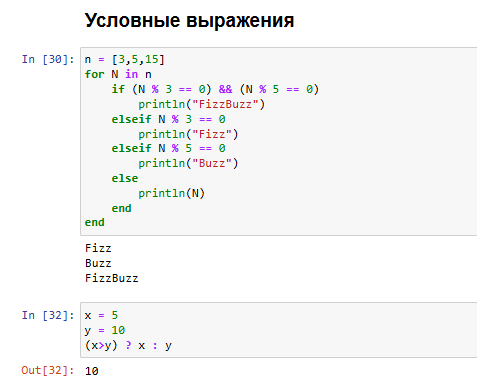 Условные выражения
In [30]: n = [3,5,15]
for N in n
    if (N % 3 == 0) && (N % 5 == 0)
        println("FizzBuzz")
    elseif N % 3 == 0
        println("Fizz")
    elseif N % 5 == 0
        println("Buzz")
    else
        println(N)
    end
end
Fizz
Buzz
FizzBuzz
In [32]: x = 5
y = 10
(x>y) ? x : y
Out[32]: 10